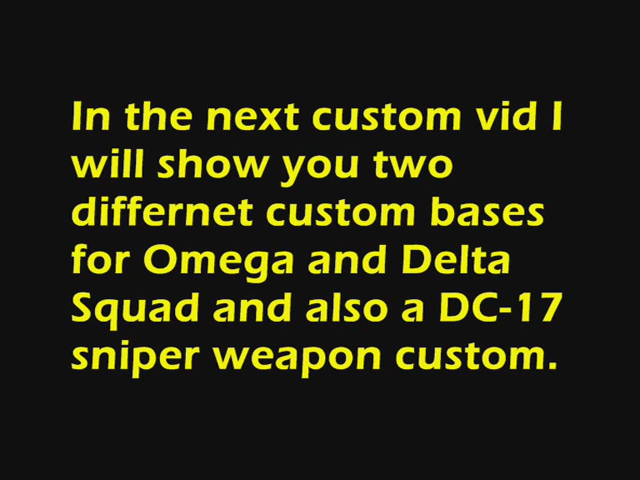 In the next custom vid I
will show you two
differnet custom bases
for Omega and Delta
Squad and also a DC-17
sniper weapon custom.